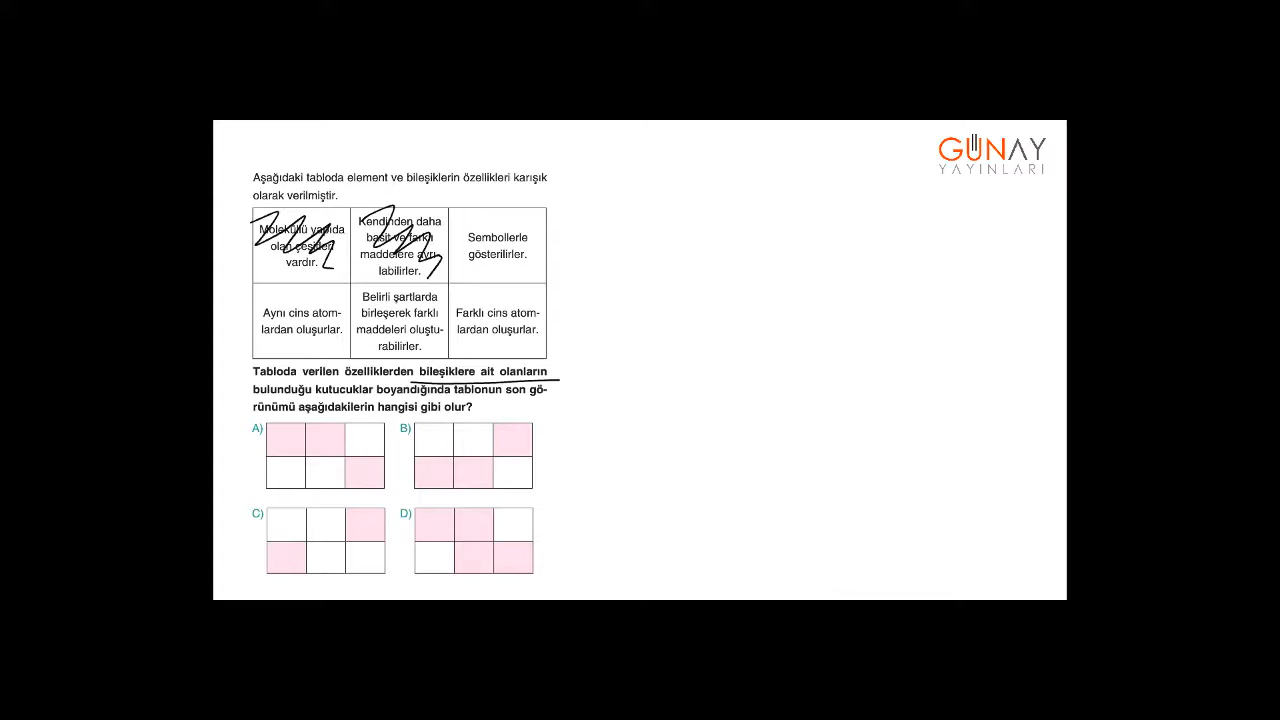 GÜNAY
YAYINLARI
Aşağıdaki tabloda element ve bileşiklerin özellikleri karışık
olarak verilmiştir.
Moleküllü yapıda
olan çeşitleri
vardır.
Kendinden daha
basit ve farklı
maddelere ayrı-
labilirler.
Sembollerle
gösterilirler.
Aynı cins atom-
lardan oluşurlar.
Belirli şartlarda
birleşerek farklı
maddeleri oluştu-
rabilirler.
Farklı cins atom-
lardan oluşurlar.
Tabloda verilen özelliklerden bileşiklere ait olanların
bulunduğu kutucuklar boyandığında tablonun son gö-
rünümü aşağıdakilerin hangisi gibi olur?
A)
B)
C)
D)